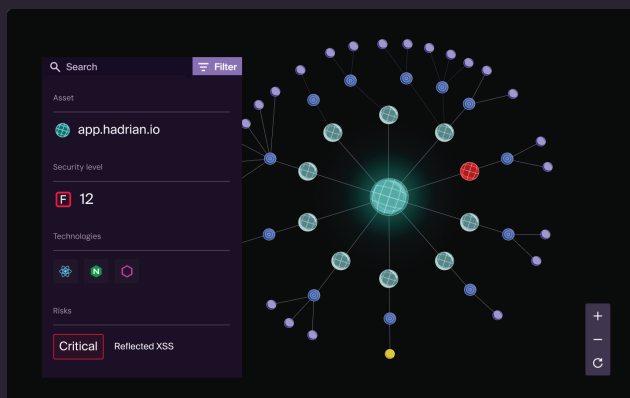 Search
Filter
Asset
app.hadrian.io
Security level
F 12
Technologies
N
Risks
Critical Reflected XSS